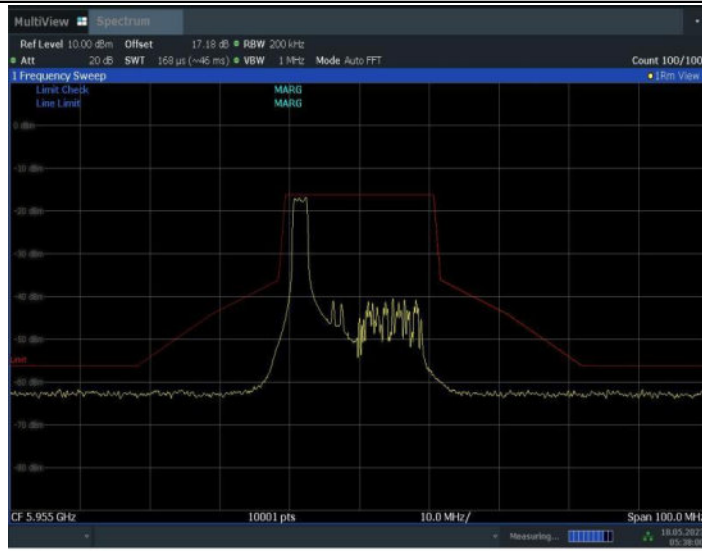 MultiView Spectrum
Ref Level 10.00 dBm Offset 17.18 dB RBW 200 kHz
Att 20 dB SWT 168 µs (~46 ms) VBW 1 MHz Mode Auto FFT Count 100/100
1 Frequency Sweep 1Rm View
Limit Check MARG
Line Limit MARG
0 dBm
-10 dBm
-20 dBm
-30 dBm
-40 dBm
-50 dBm
-60 dBm
-70 dBm
-80 dBm
CF 5.955 GHz 10001 pts 10.0 MHz/ Span 100.0 MHz
Measuring... 18.05.2023